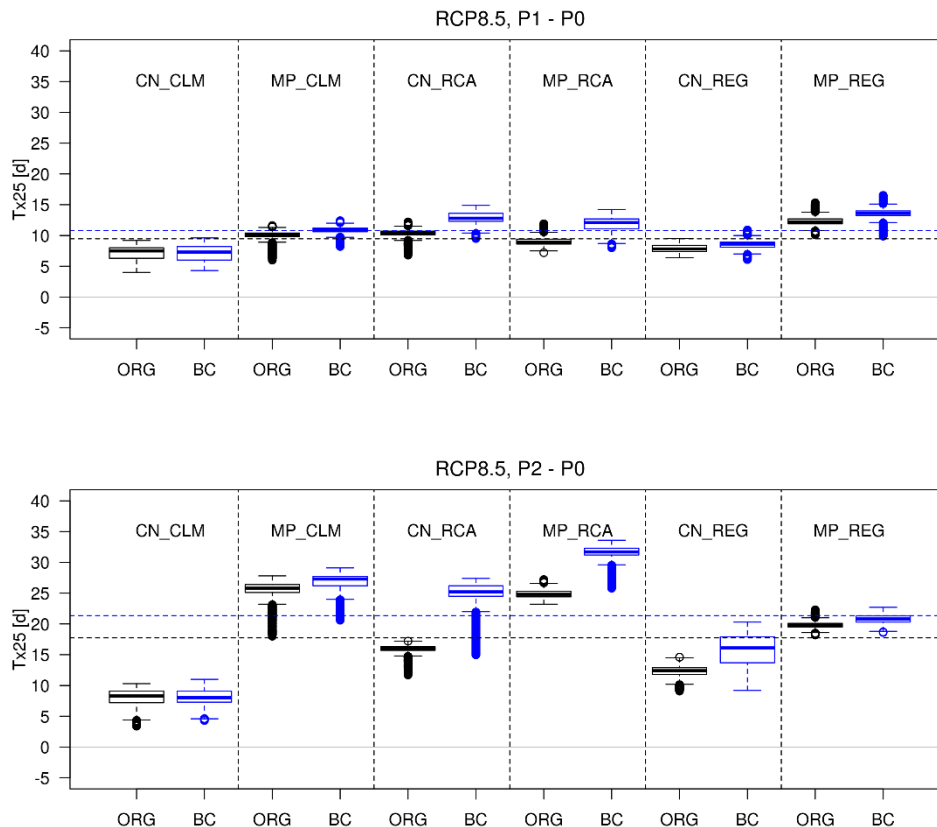 RCP8.5, P1 - P0
Tx25 [d]
40
35
30
25
20
15
10
5
0
-5
CN_CLM MP_CLM CN_RCA MP_RCA CN_REG MP_REG
ORG BC ORG BC ORG BC ORG BC ORG BC ORG BC
RCP8.5, P2 - P0
Tx25 [d]
40
35
30
25
20
15
10
5
0
-5
CN_CLM MP_CLM CN_RCA MP_RCA CN_REG MP_REG
ORG BC ORG BC ORG BC ORG BC ORG BC ORG BC